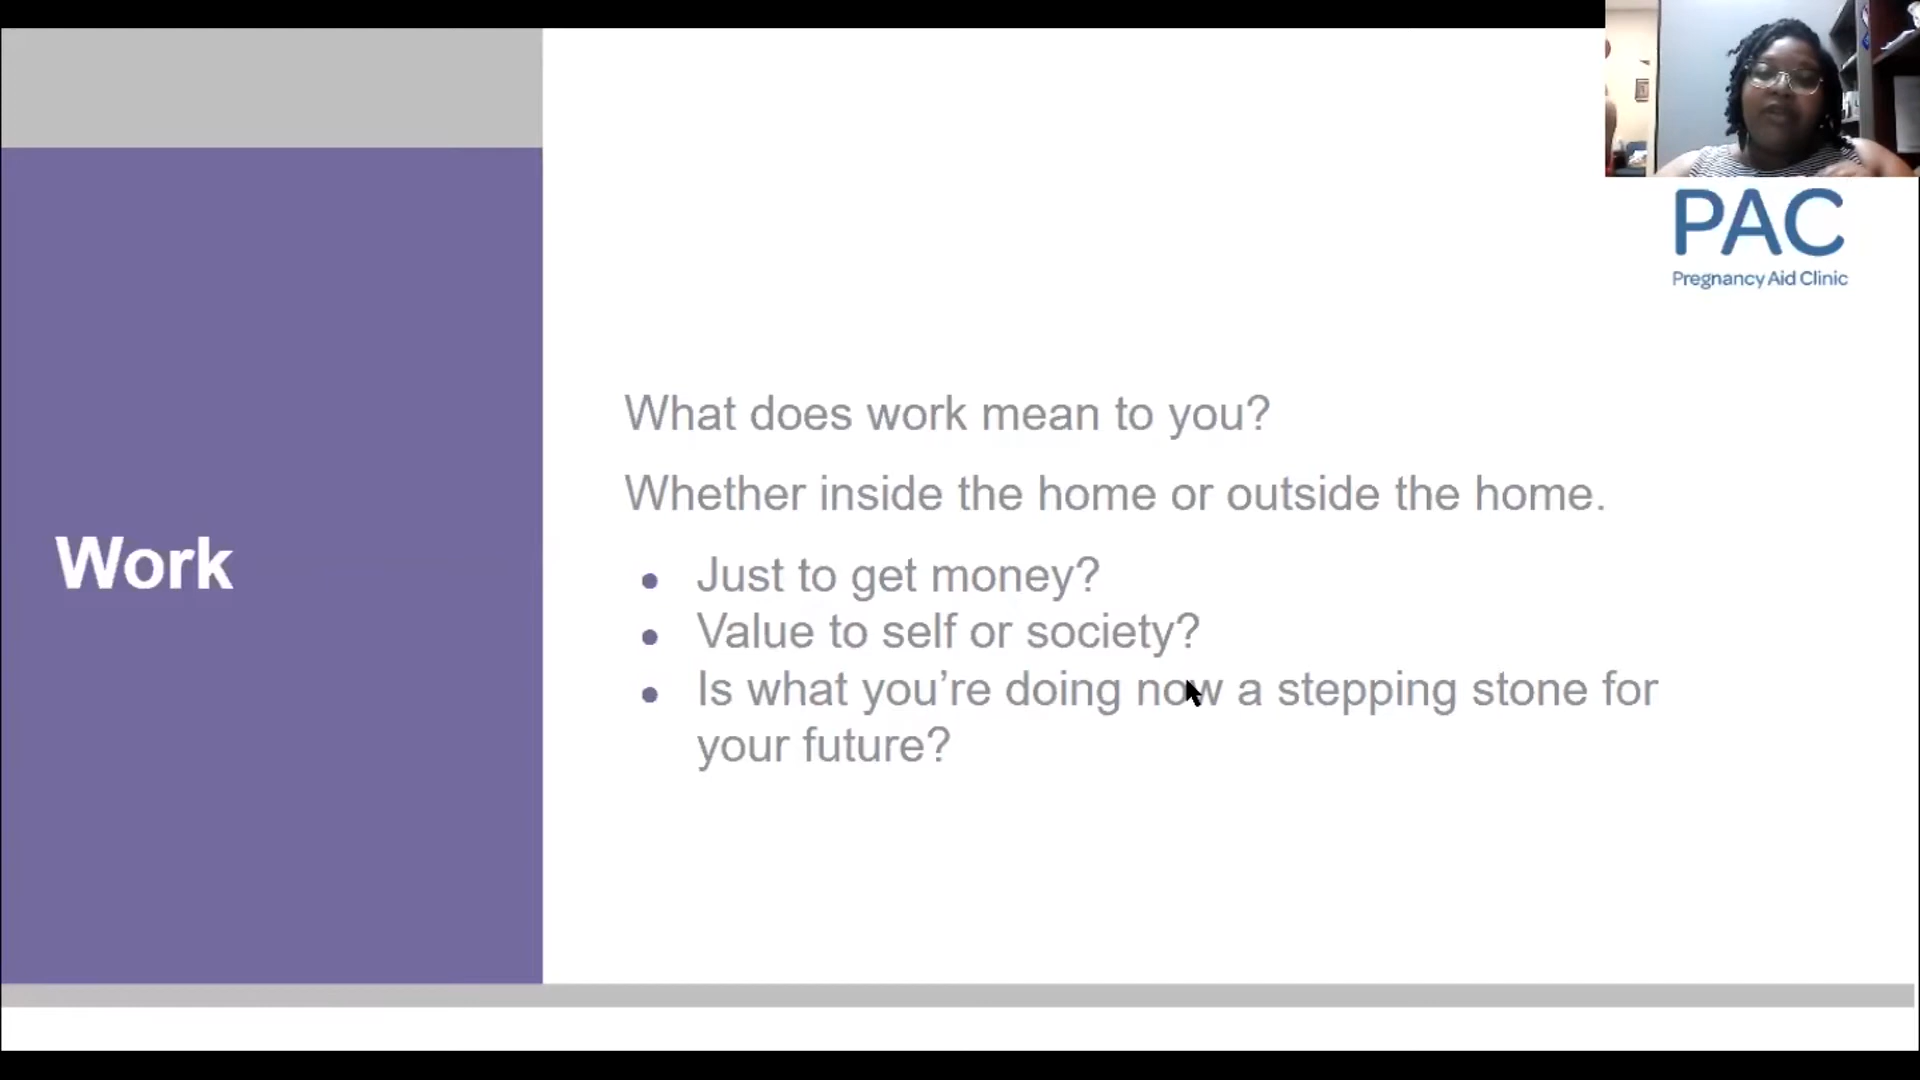 PAC
Pregnancy Aid Clinic
Work
What does work mean to you?
Whether inside the home or outside the home.
• Just to get money?
• Value to self or society?
• Is what you’re doing now a stepping stone for
your future?